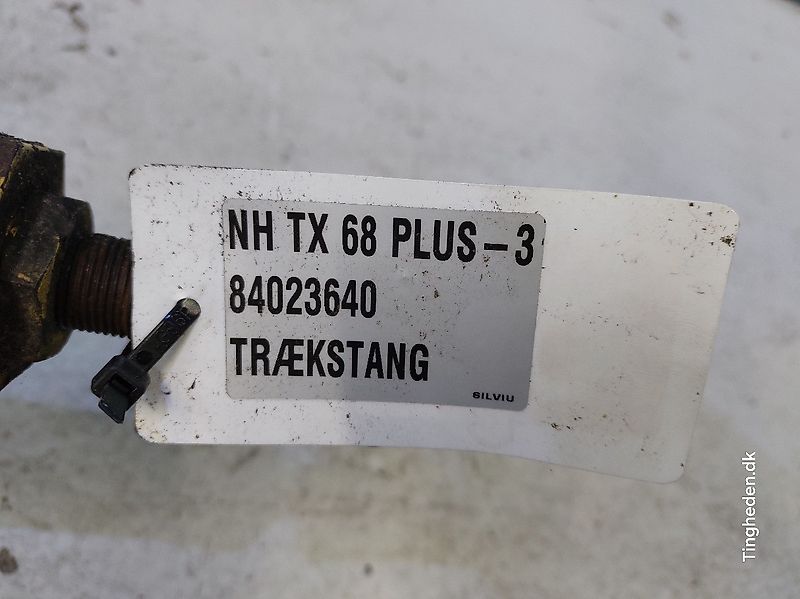 NH TX 68 PLUS-3
84023640
TRÆKSTANG
SILVIU
Tingheden.dk